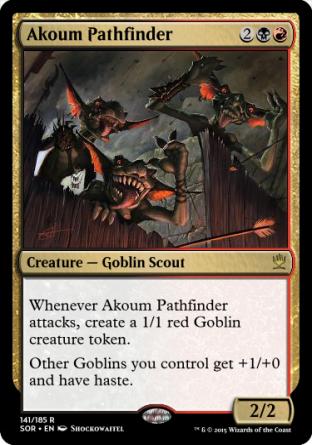 Akoum Pathfinder 2
Creature — Goblin Scout
Whenever Akoum Pathfinder
attacks, create a 1/1 red Goblin
creature token.
Other Goblins you control get +1/+0
and have haste.
2/2
141/185 R
SOR • EN Shockowaffel
™ & © 2015 Wizards of the Coast